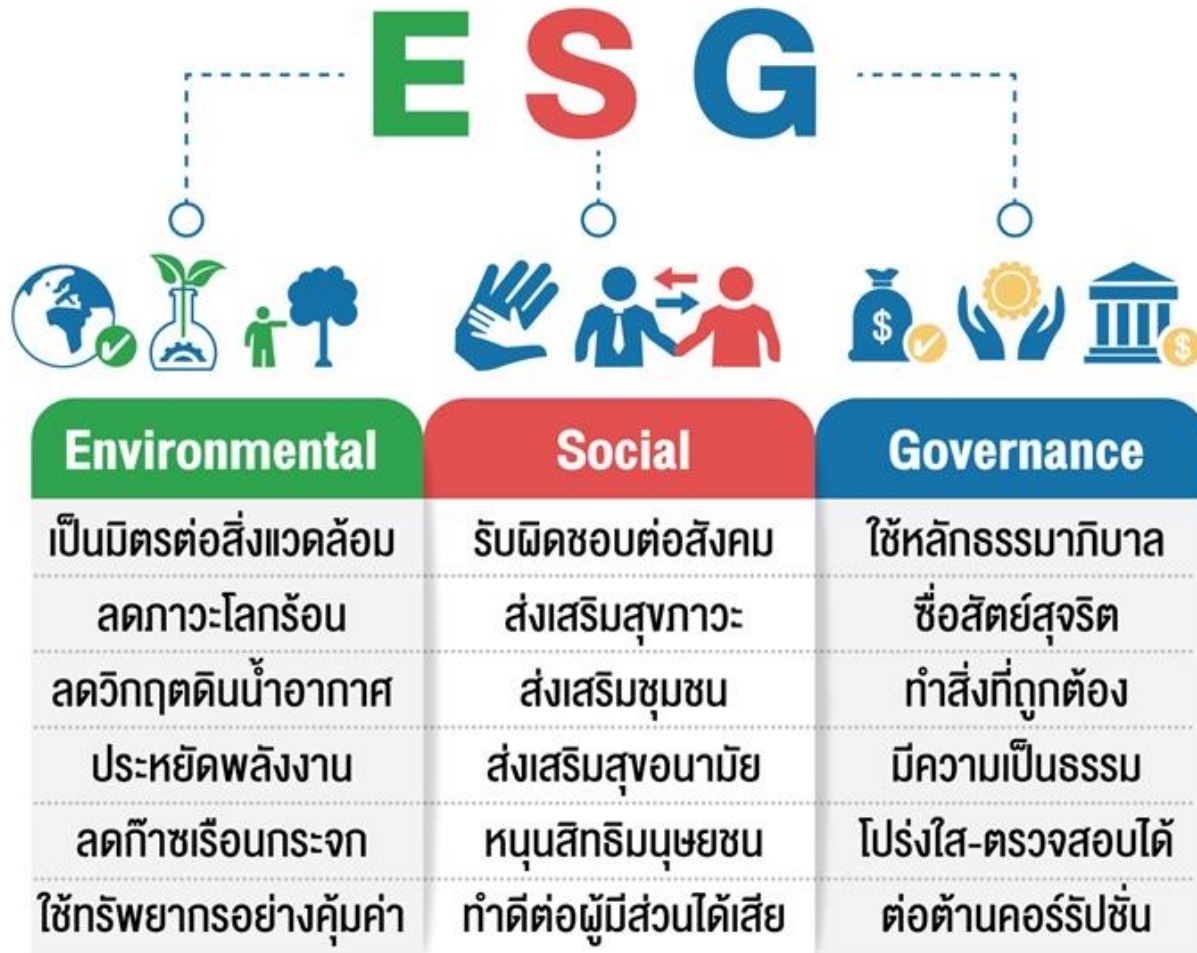 E S G
Environmental
เป็นมิตรต่อสิ่งแวดล้อม
ลดภาวะโลกร้อน
ลดวิกฤตดินน้ำอากาศ
ประหยัดพลังงาน
ลดก๊าซเรือนกระจก
ใช้ทรัพยากรอย่างคุ้มค่า
Social
รับผิดชอบต่อสังคม
ส่งเสริมสุขภาวะ
ส่งเสริมชุมชน
ส่งเสริมสุขอนามัย
หนุนสิทธิมนุษยชน
ทำดีต่อผู้มีส่วนได้เสีย
Governance
ใช้หลักธรรมาภิบาล
ซื่อสัตย์สุจริต
ทำสิ่งที่ถูกต้อง
มีความเป็นธรรม
โปร่งใส-ตรวจสอบได้
ต่อต้านคอร์รัปชั่น
$
$